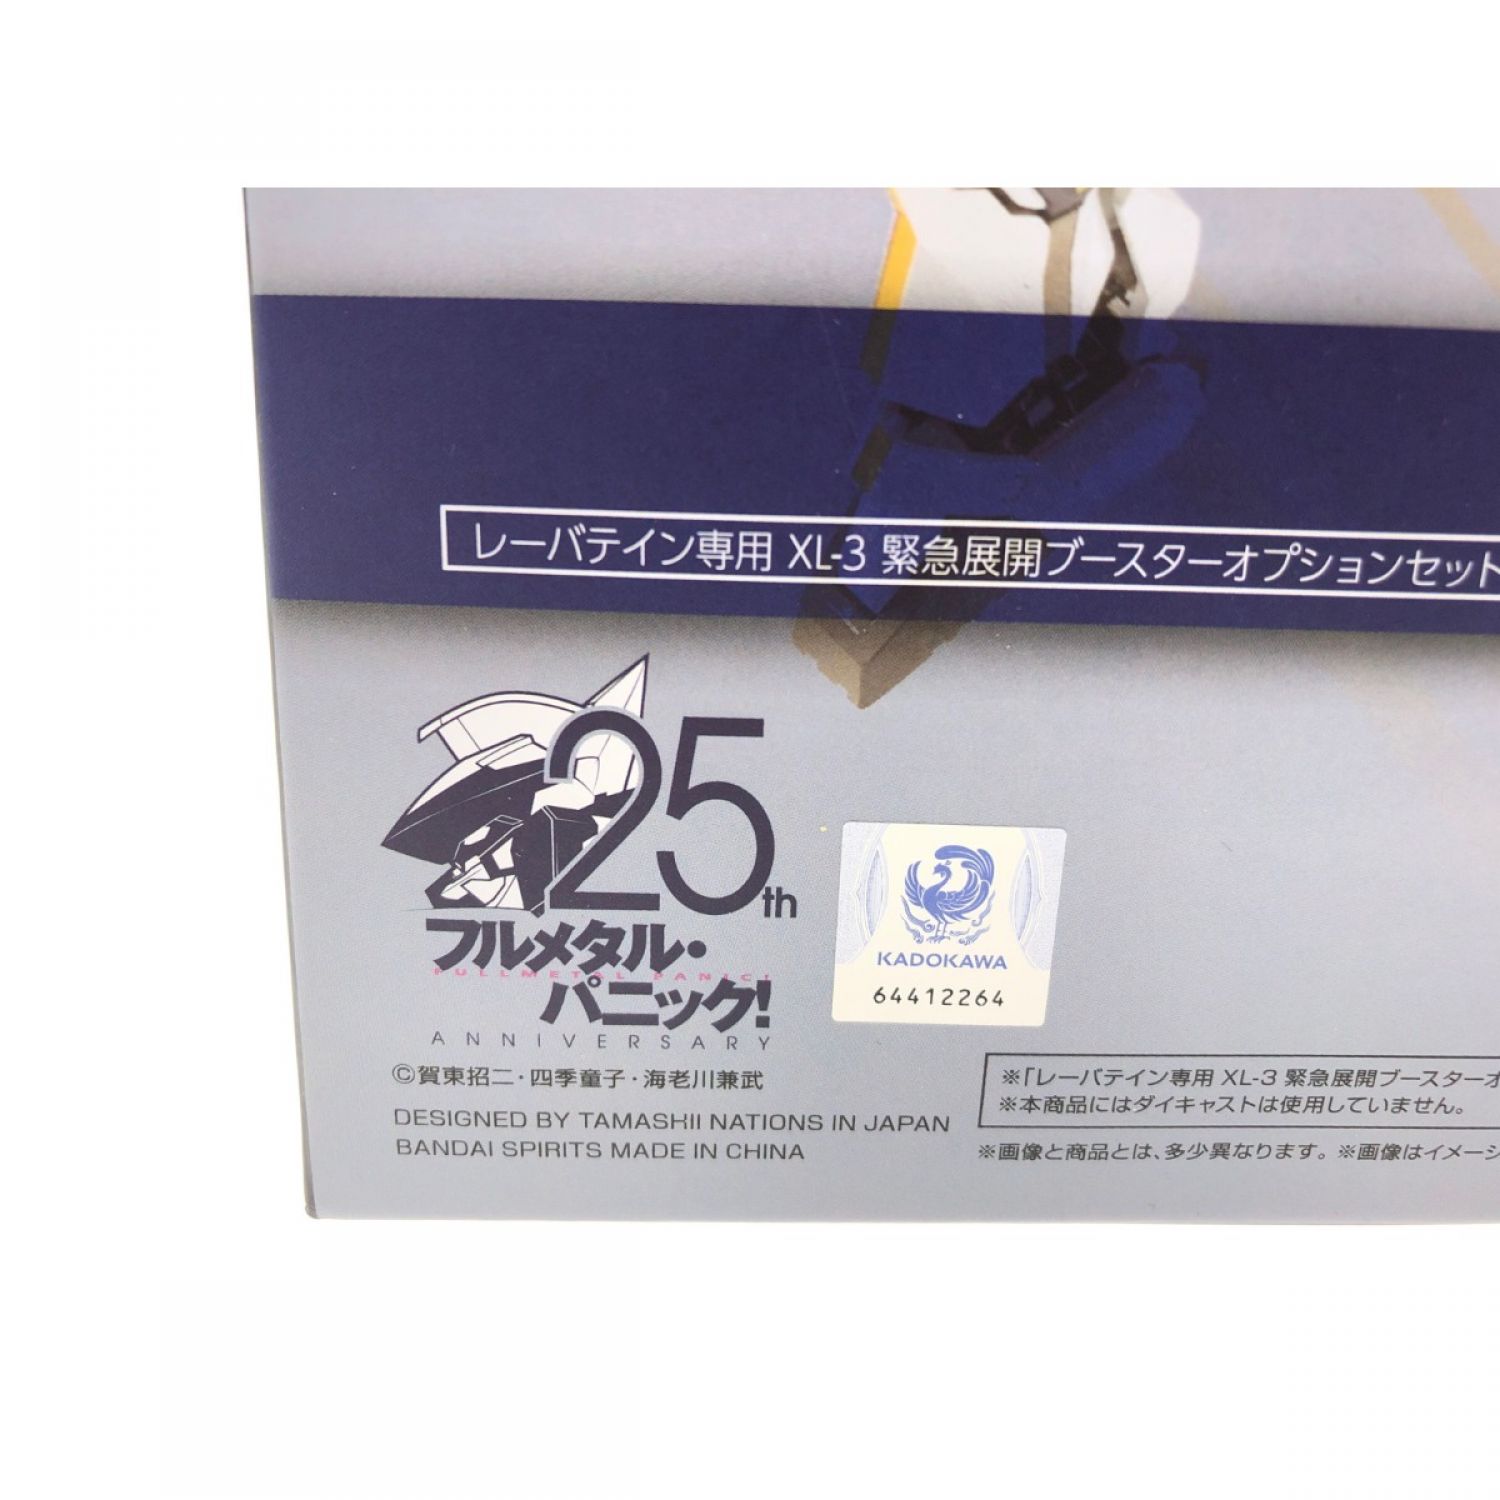 レーバテイン専用 XL-3 緊急展開ブースターオプションセット
25th
フルメタル・
FULLMETAL PANIC!
パニック!
ANNIVERSARY
©賀東招二・四季童子・海老川兼武
DESIGNED BY TAMASHII NATIONS IN JAPAN
BANDAI SPIRITS MADE IN CHINA
KADOKAWA
64412264
※「レーバテイン専用 XL-3 緊急展開ブースターオ
※本商品にはダイキャストは使用していません。
※画像と商品とは、多少異なります。※画像はイメージ